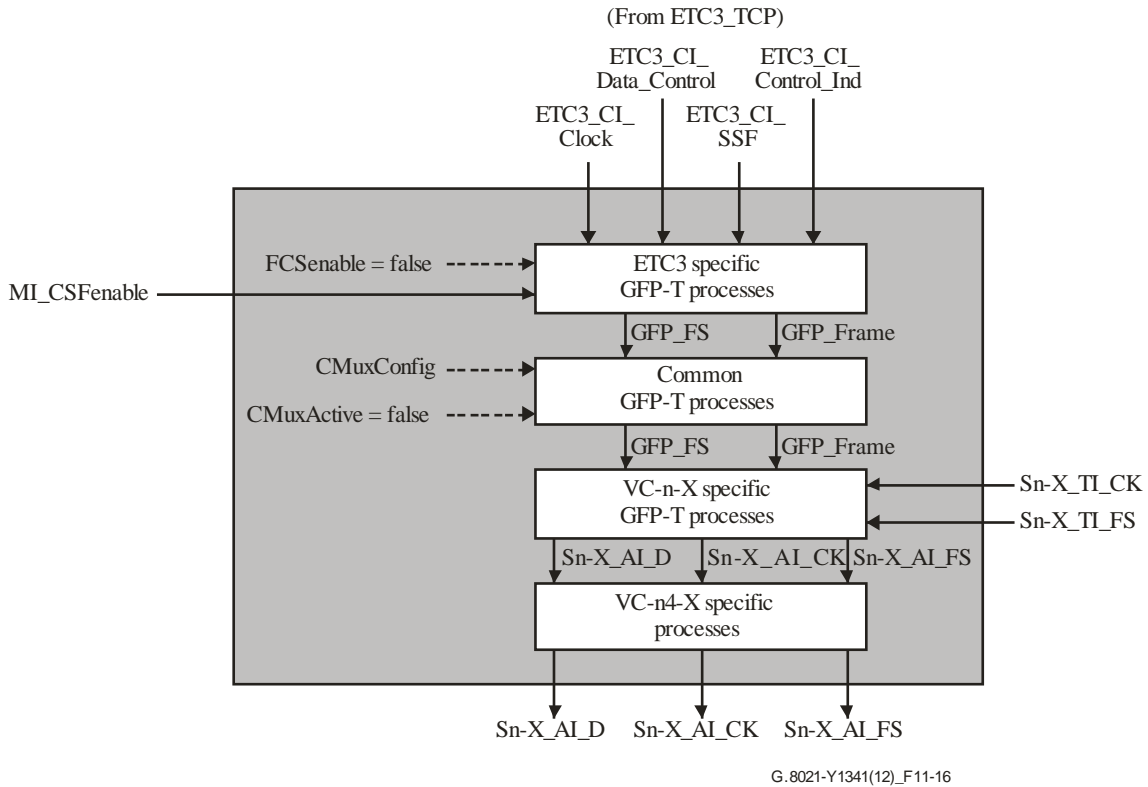 (From ETC3_TCP)
ETC3_CI_
Data_Control
ETC3_CI_
Control_Ind
ETC3_CI_
Clock
ETC3_CI_
SSF
FCSenable = false
ETC3 specific
GFP-T processes
MI_CSFenable
GFP_FS
GFP_Frame
CMuxConfig
Common
GFP-T processes
CMuxActive = false
GFP_FS
GFP_Frame
VC-n-X specific
GFP-T processes
Sn-X_TI_CK
Sn-X_TI_FS
Sn-X_AI_D
Sn-X_AI_CK
Sn-X_AI_FS
VC-n4-X specific
processes
Sn-X_AI_D
Sn-X_AI_CK
Sn-X_AI_FS
G.8021-Y1341(12)_F11-16